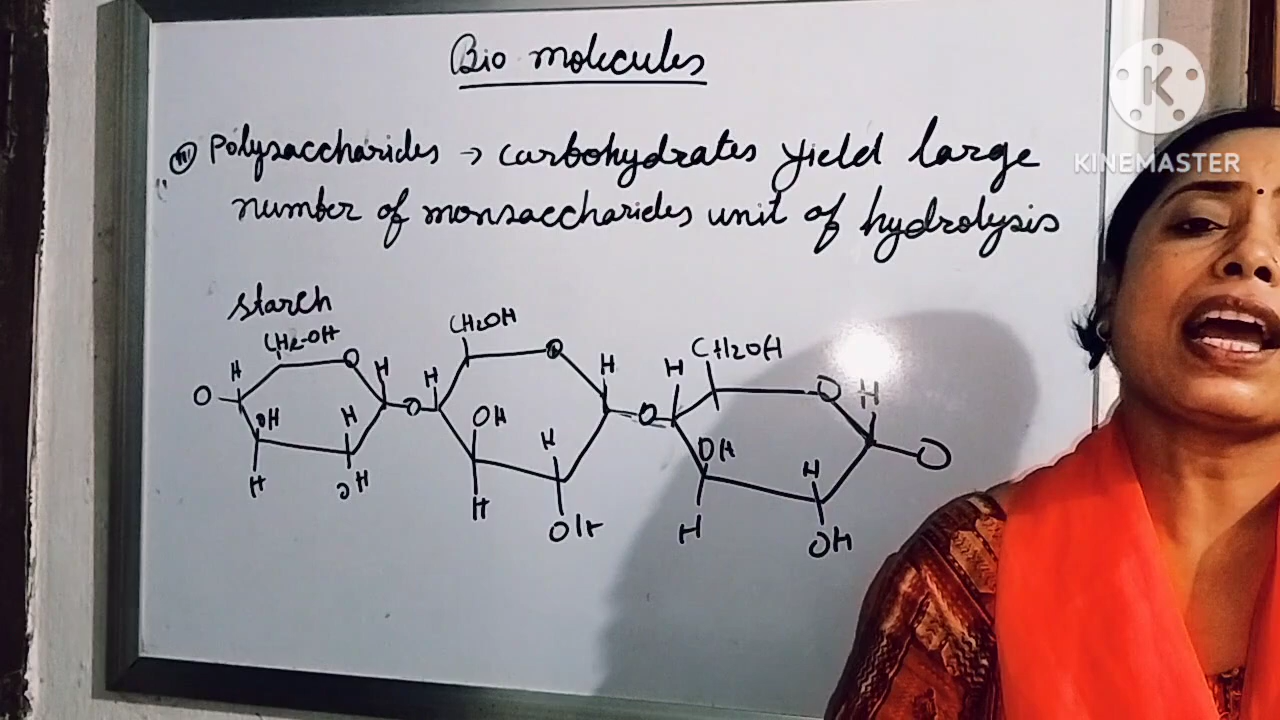 Bio molecules
(III) Polysaccharides → carbohydrates yield large
number of monsaccharides unit of hydrolysis
starch
CH2-OH O H H CH2OH O H H CH2OH O H
H O OH H O OH H O OH H O
H OH H OH H OH
K
KINEMASTER